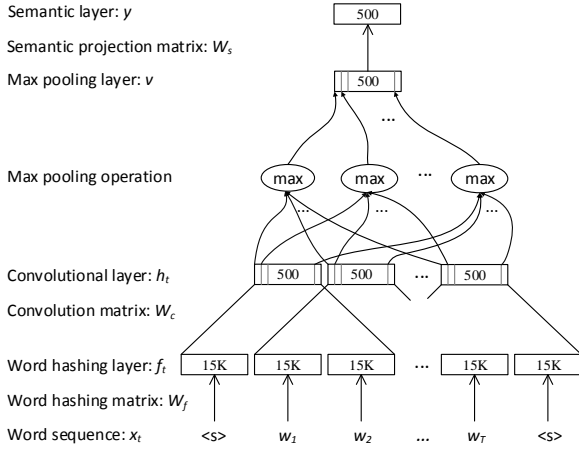 Semantic layer: y 500
Semantic projection matrix: Ws
Max pooling layer: v 500
...
Max pooling operation max max ... max
... ... ...
Convolutional layer: ht 500 500 ... 500
Convolution matrix: Wc
Word hashing layer: ft 15K 15K 15K ... 15K 15K
Word hashing matrix: Wf
Word sequence: xt <s> w1 w2 ... wT <s>